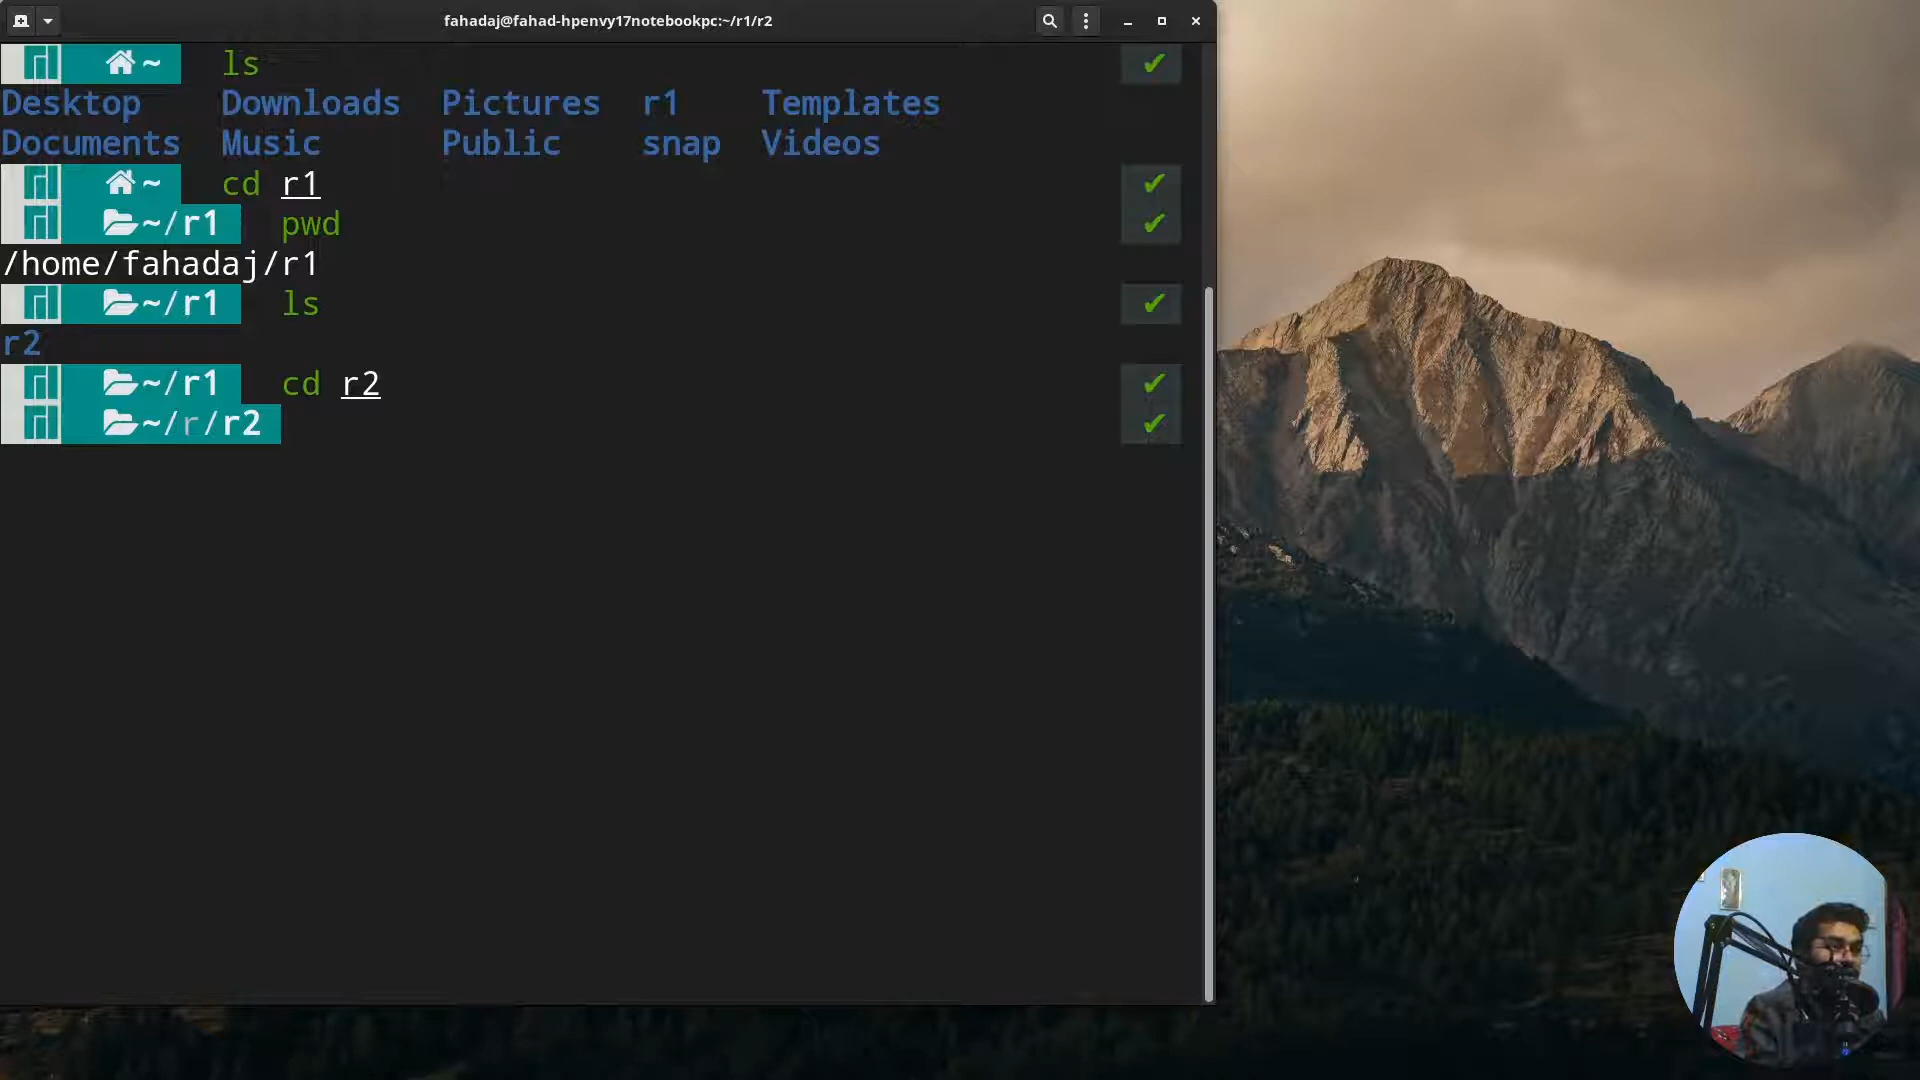 fahadaj@fahad-hpenvy17notebookpc:~/r1/r2
~ ls
Desktop Downloads Pictures r1 Templates
Documents Music Public snap Videos
~ cd r1
~/r1 pwd
/home/fahadaj/r1
~/r1 ls
r2
~/r1 cd r2
~/r/r2